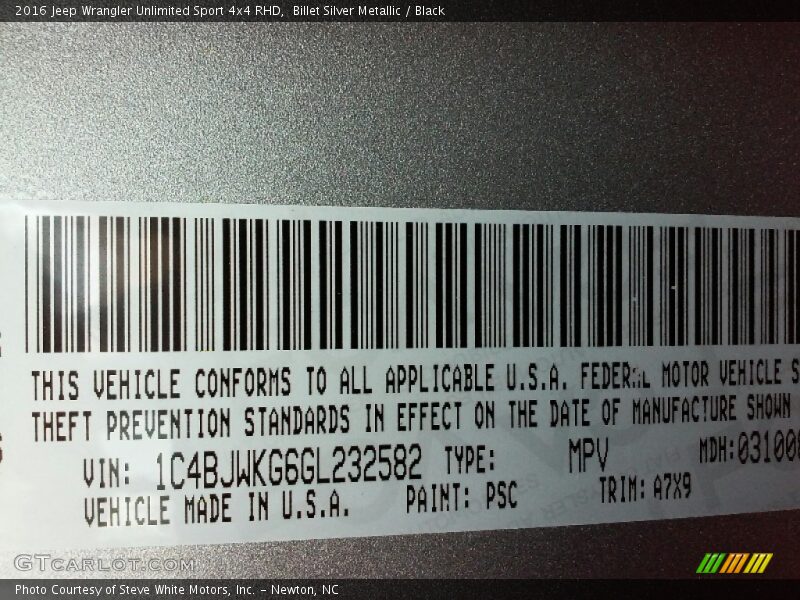 2016 Jeep Wrangler Unlimited Sport 4x4 RHD,  Billet Silver Metallic / Black
THIS VEHICLE CONFORMS TO ALL APPLICABLE U.S.A. FEDERAL MOTOR VEHICLE S
THEFT PREVENTION STANDARDS IN EFFECT ON THE DATE OF MANUFACTURE SHOWN
VIN: 1C4BJWKG6GL232582 TYPE: MPV MDH:03100
VEHICLE MADE IN U.S.A. PAINT: PSC TRIM: A7X9
GTcarlot.com
Photo Courtesy of Steve White Motors, Inc. – Newton, NC